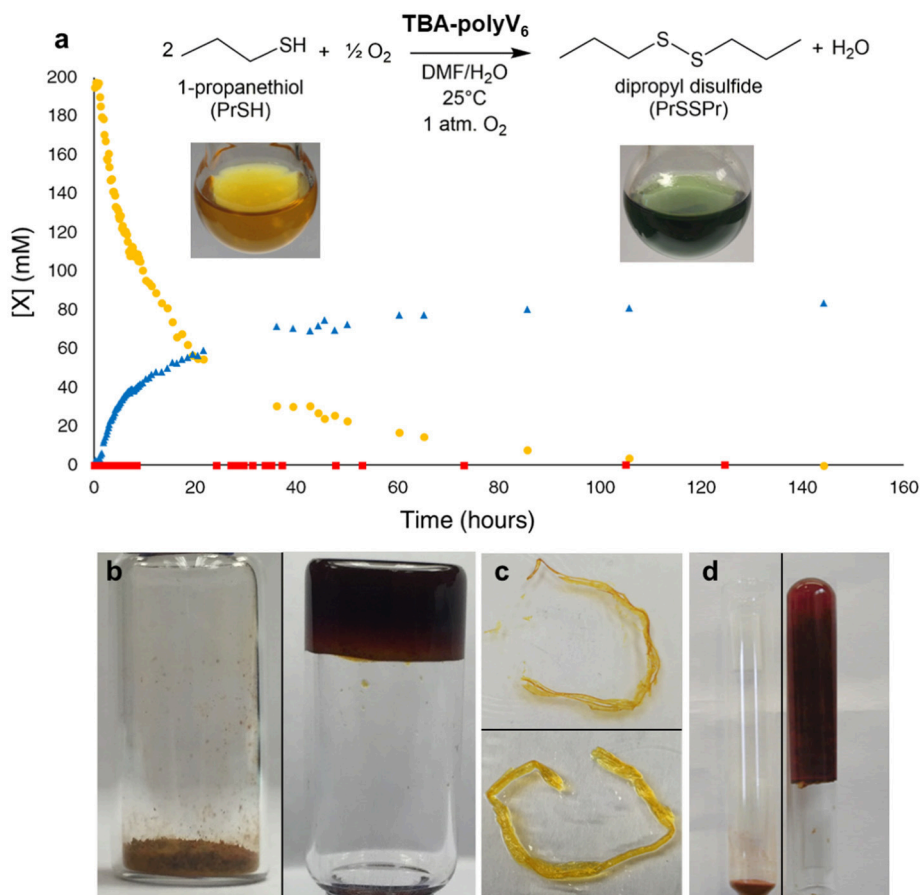 a
TBA-polyV₆
2 SH + ½ O₂ S S + H₂O
1-propanethiol
(PrSH)
DMF/H₂O
25°C
1 atm. O₂
dipropyl disulfide
(PrSSPr)
200
180
160
140
120
100
80
60
40
20
0
[X] (mM)
0 20 40 60 80 100 120 140 160
Time (hours)
b
c
d